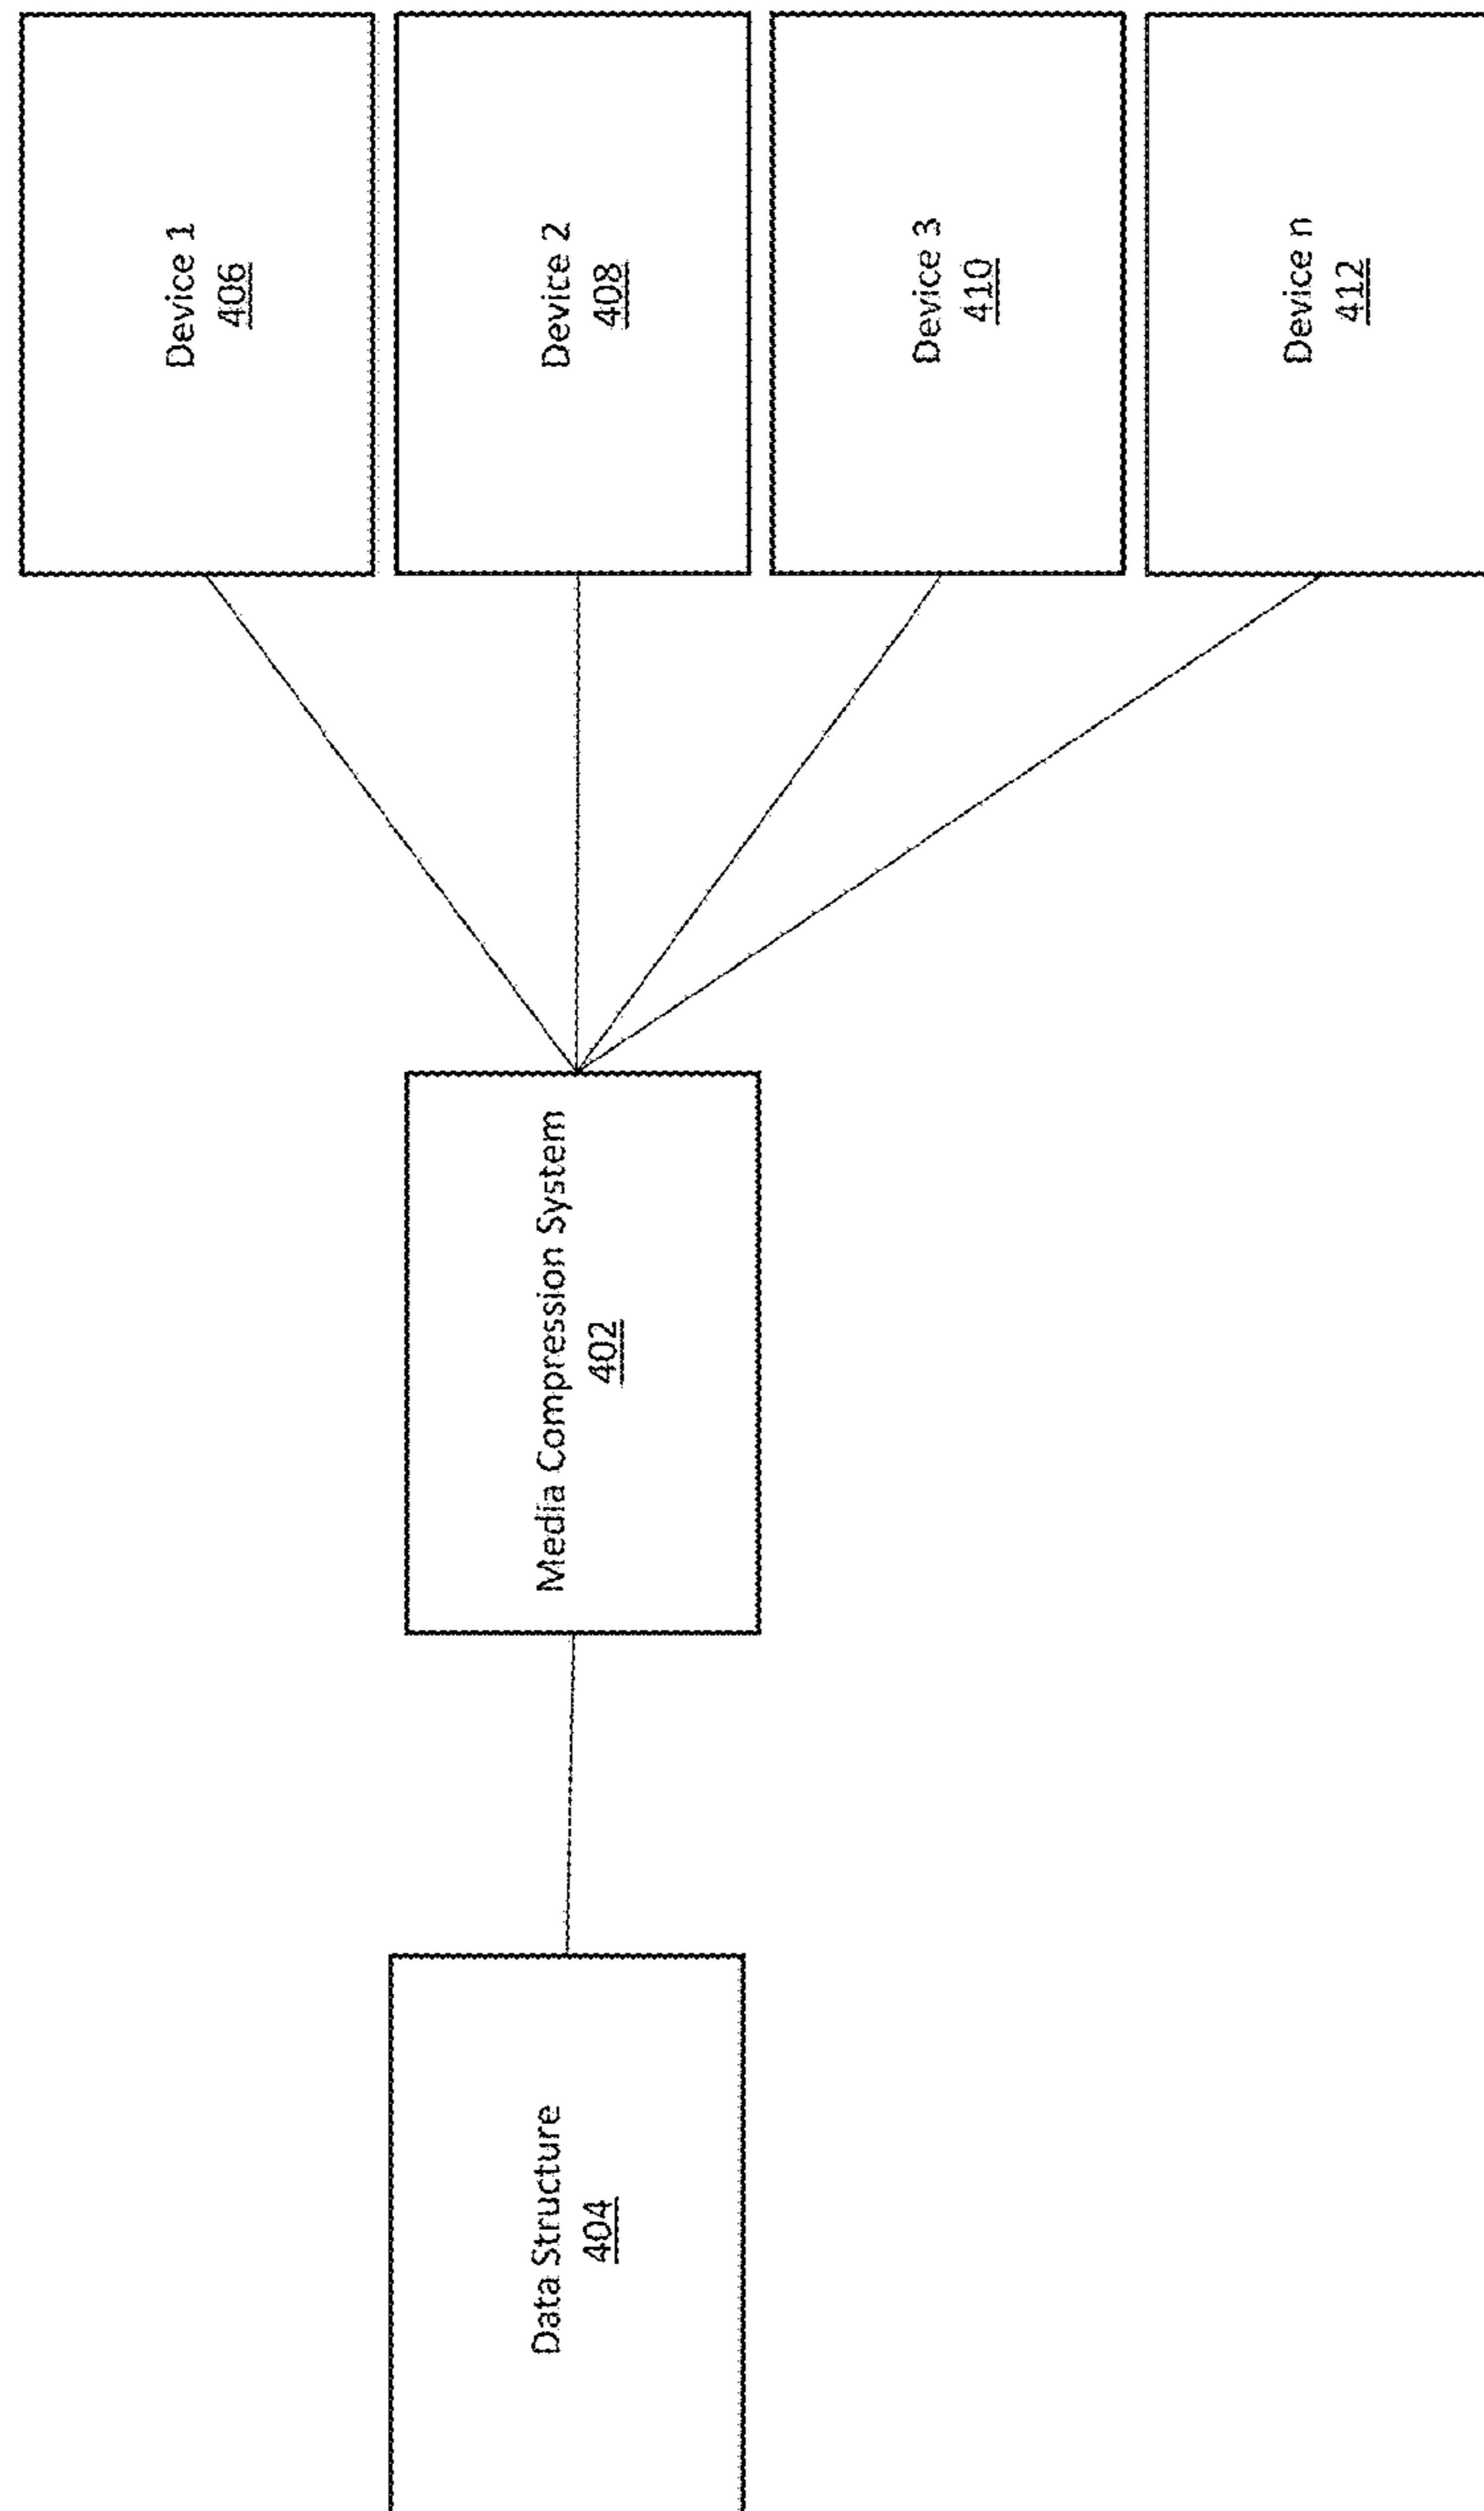 Data Structure
404
Media Compression System
402
Device 1
406
Device 2
408
Device 3
410
Device n
412